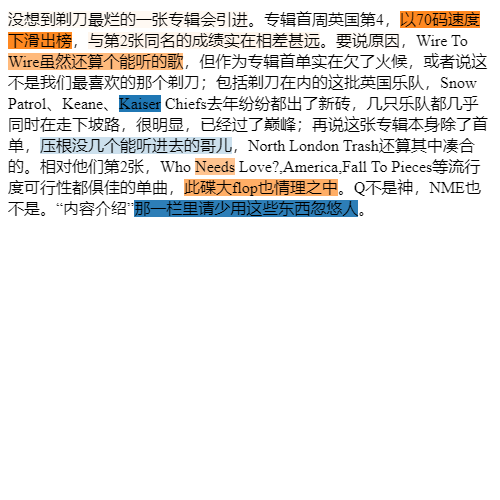 没想到剃刀最烂的一张专辑会引进。专辑首周英国第4，以70码速度
下滑出榜，与第2张同名的成绩实在相差甚远。要说原因，Wire To
Wire虽然还算个能听的歌，但作为专辑首单实在欠了火候，或者说这
不是我们最喜欢的那个剃刀；包括剃刀在内的这批英国乐队，Snow
Patrol、Keane、Kaiser Chiefs去年纷纷都出了新砖，几只乐队都几乎
同时在走下坡路，很明显，已经过了巅峰；再说这张专辑本身除了首
单，压根没几个能听进去的哥儿，North London Trash还算其中凑合
的。相对他们第2张，Who Needs Love?,America,Fall To Pieces等流行
度可行性都俱佳的单曲，此碟大flop也情理之中。Q不是神，NME也
不是。“内容介绍”那一栏里请少用这些东西忽悠人。